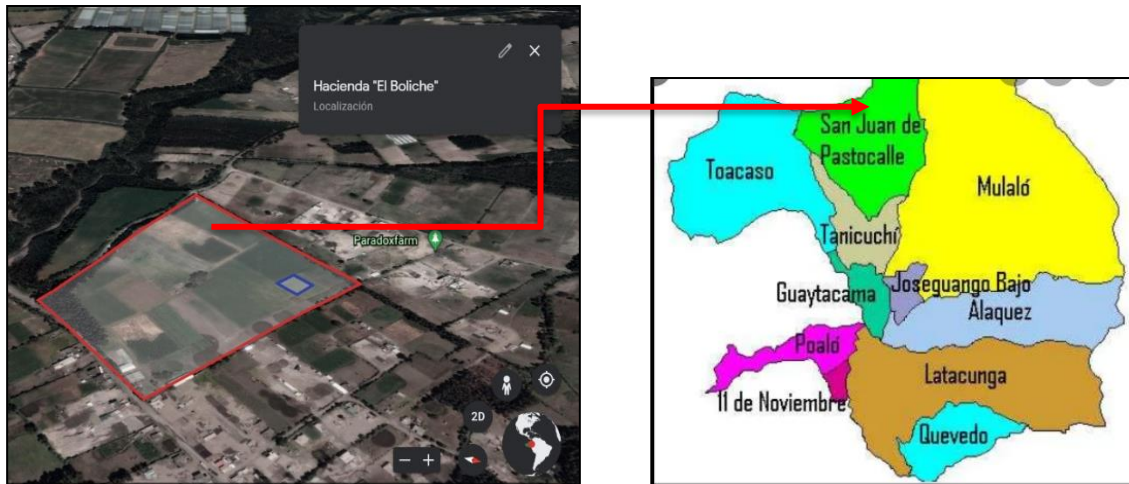 Hacienda "El Boliche"
Localización
Paradoxfarm
2D
San Juan de
Pastocalle
Toacaso
Mulaló
Tanicuchí
Guaytacama
Joseguango Bajo
Alaquez
Poaló
Latacunga
11 de Noviembre
Quevedo